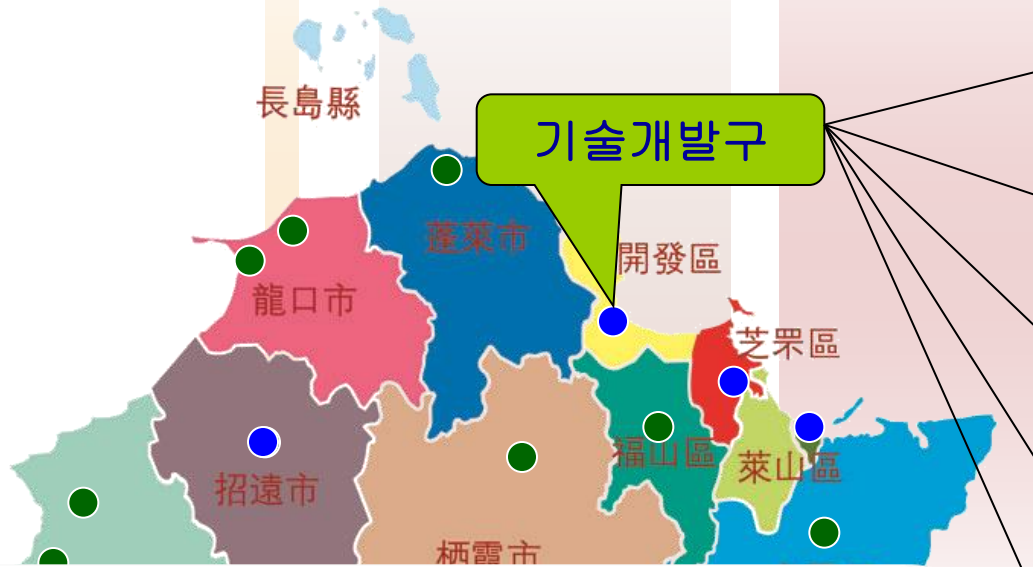 長島縣
기술개발구
蓬萊市
開發區
龍口市
芝罘區
福山區
萊山區
招遠市
栖霞市